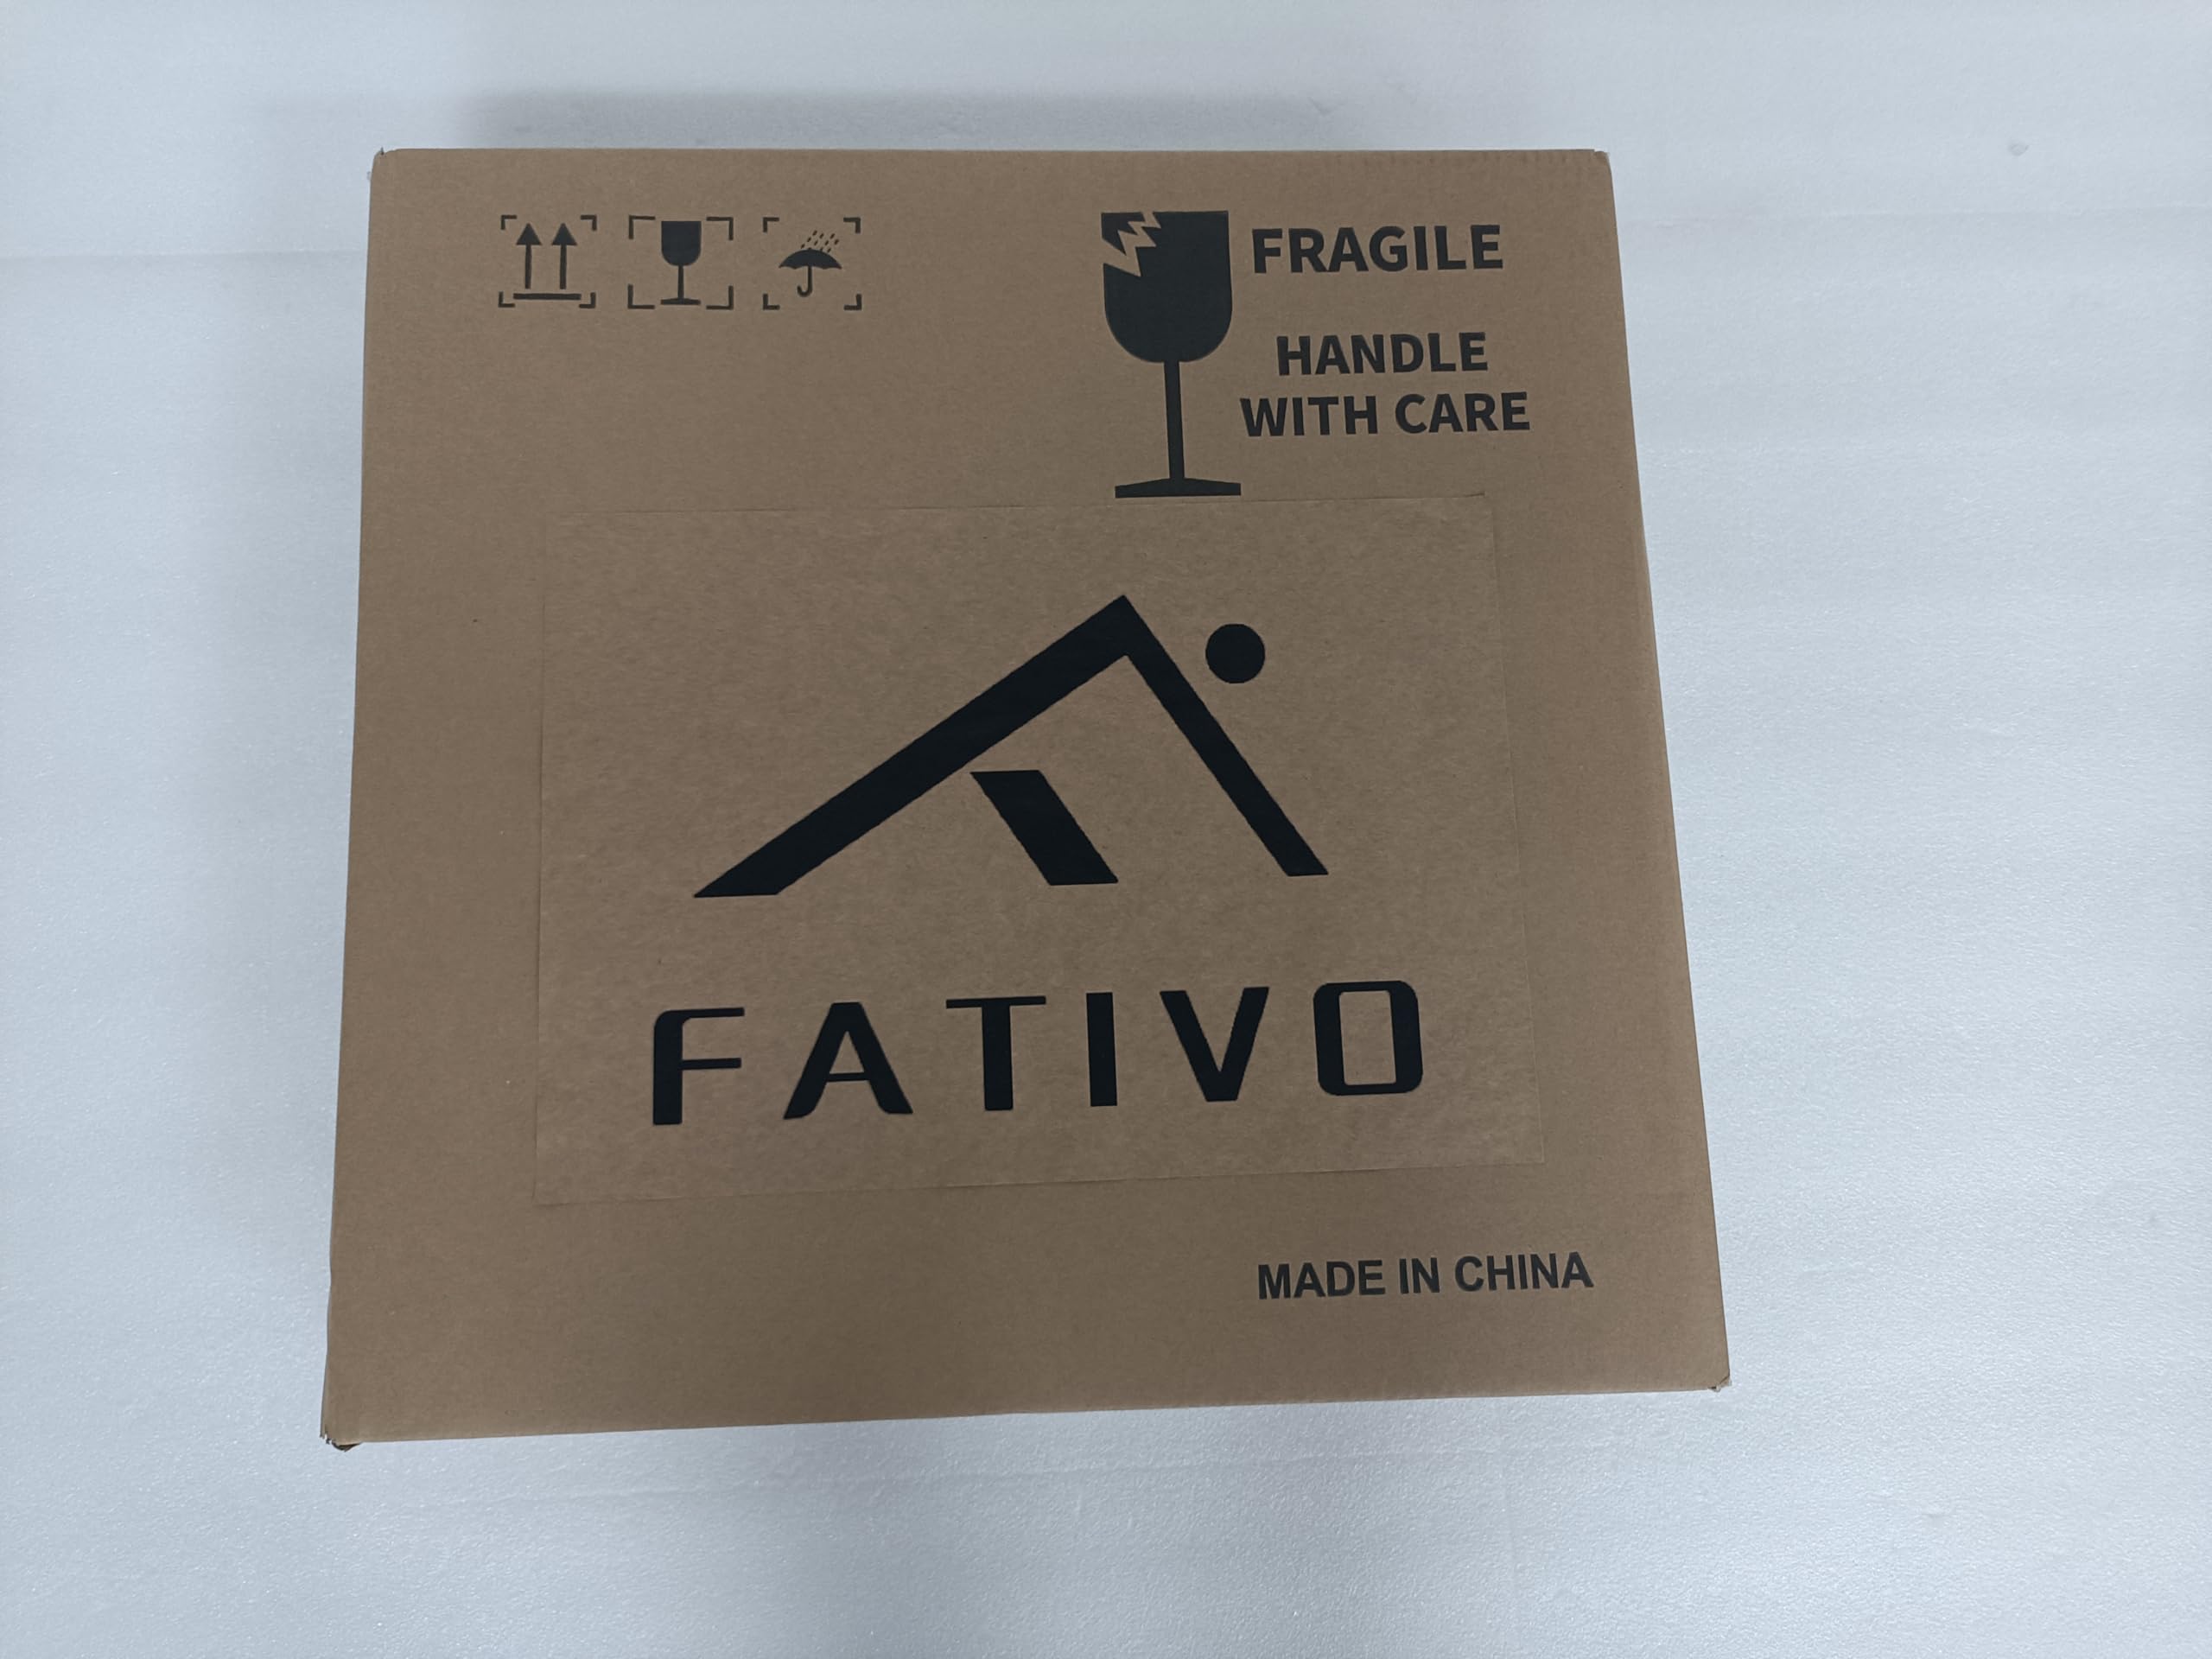 FRAGILE
HANDLE
WITH CARE
FATIVO
MADE IN CHINA